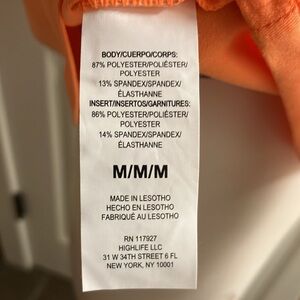 BODY/CUERPO/CORPS:
87% POLYESTER/POLIÉSTER/
POLYESTER
13% SPANDEX/SPANDEX/
ÉLASTHANNE
INSERT/INSERTOS/GARNITURES:
86% POLYESTER/POLIÉSTER/
POLYESTER
14% SPANDEX/SPANDEX/
ÉLASTHANNE
M/M/M
MADE IN LESOTHO
HECHO EN LESOTHO
FABRIQUÉ AU LESOTHO
RN 117927
HIGHLIFE LLC
31 W 34TH STREET 6 FL
NEW YORK, NY 10001